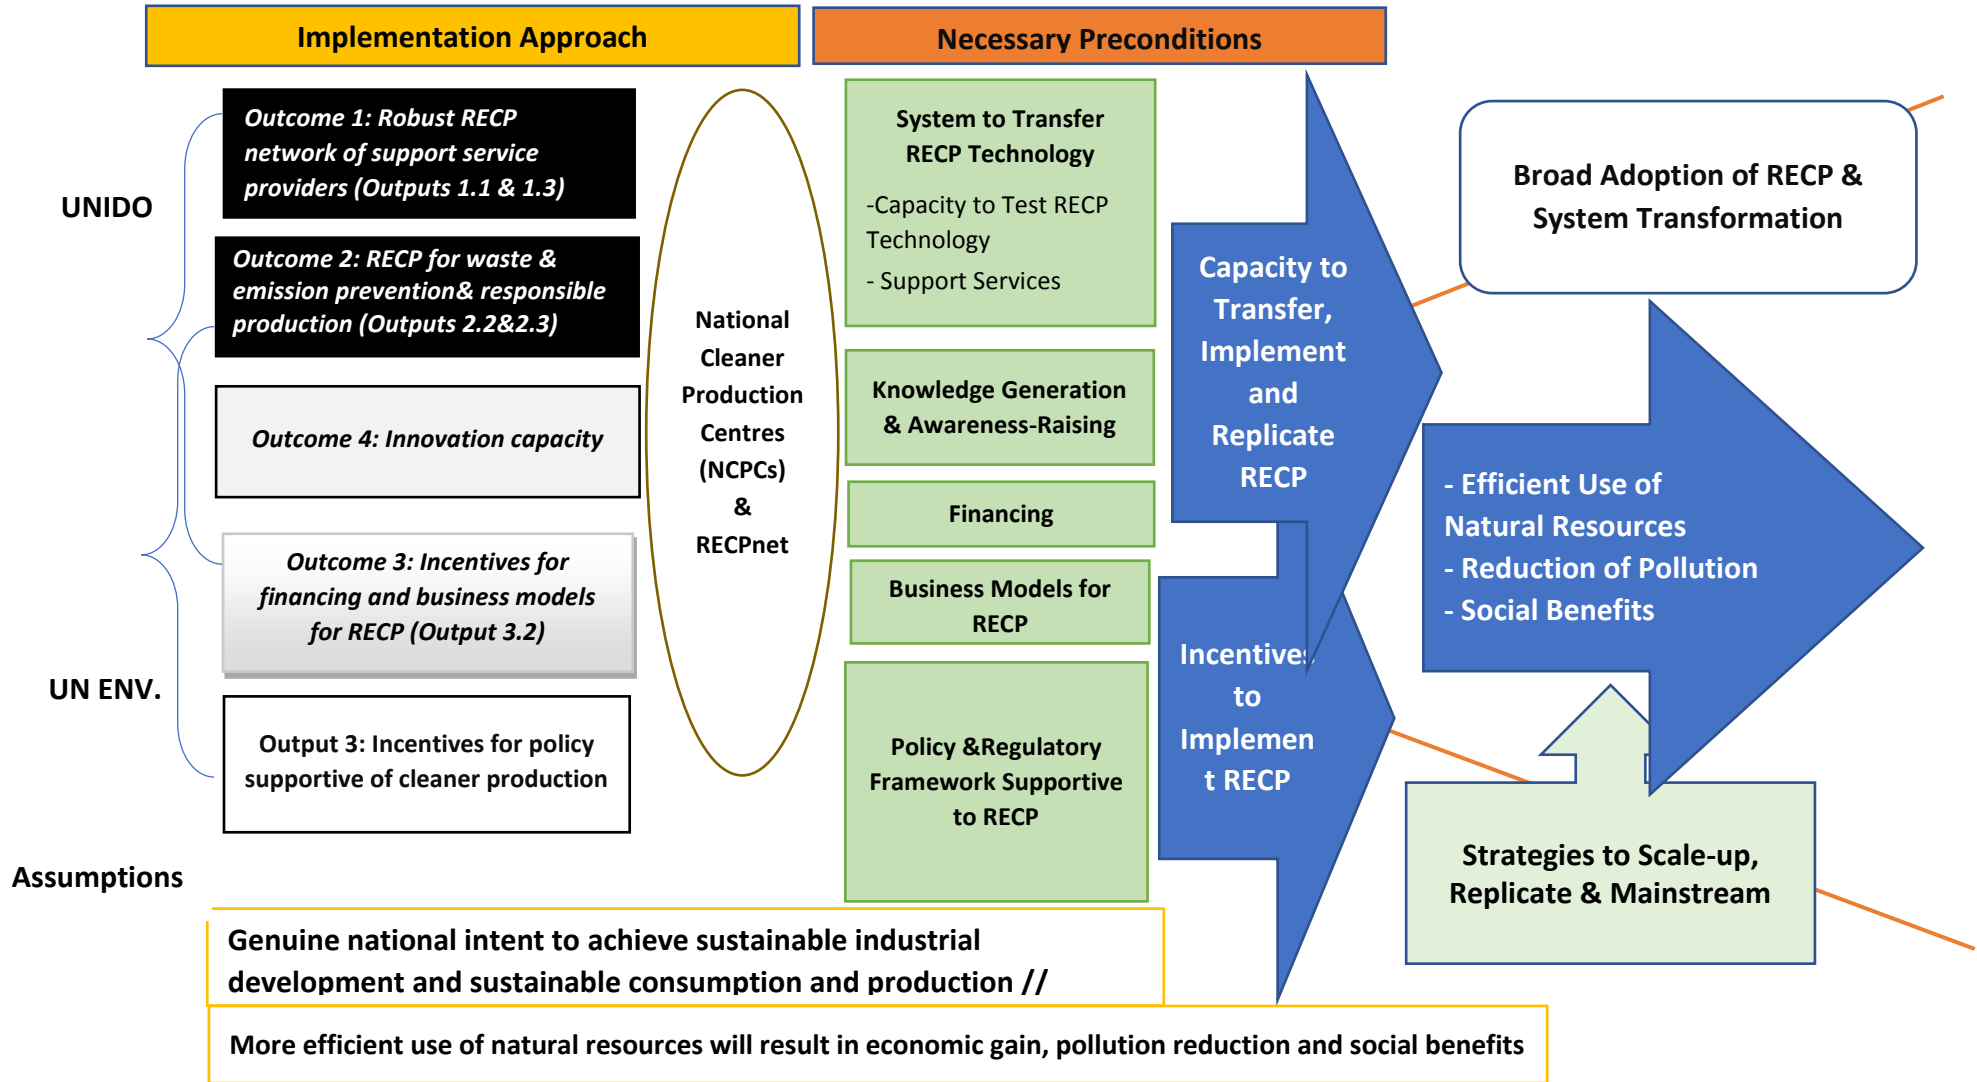 Implementation Approach
Necessary Preconditions
UNIDO
UN ENV.
Outcome 1: Robust RECP
network of support service
providers (Outputs 1.1 & 1.3)
Outcome 2: RECP for waste &
emission prevention& responsible
production (Outputs 2.2&2.3)
Outcome 4: Innovation capacity
Outcome 3: Incentives for
financing and business models
for RECP (Output 3.2)
Output 3: Incentives for policy
supportive of cleaner production
National
Cleaner
Production
Centres
(NCPCs)
&
RECPnet
System to Transfer
RECP Technology
-Capacity to Test RECP
Technology
- Support Services
Knowledge Generation
& Awareness-Raising
Financing
Business Models for
RECP
Policy &Regulatory
Framework Supportive
to RECP
Capacity to
Transfer,
Implement
and
Replicate
RECP
Incentives
to
Implemen
t RECP
Broad Adoption of RECP &
System Transformation
- Efficient Use of
Natural Resources
- Reduction of Pollution
- Social Benefits
Strategies to Scale-up,
Replicate & Mainstream
Assumptions
Genuine national intent to achieve sustainable industrial
development and sustainable consumption and production //
More efficient use of natural resources will result in economic gain, pollution reduction and social benefits